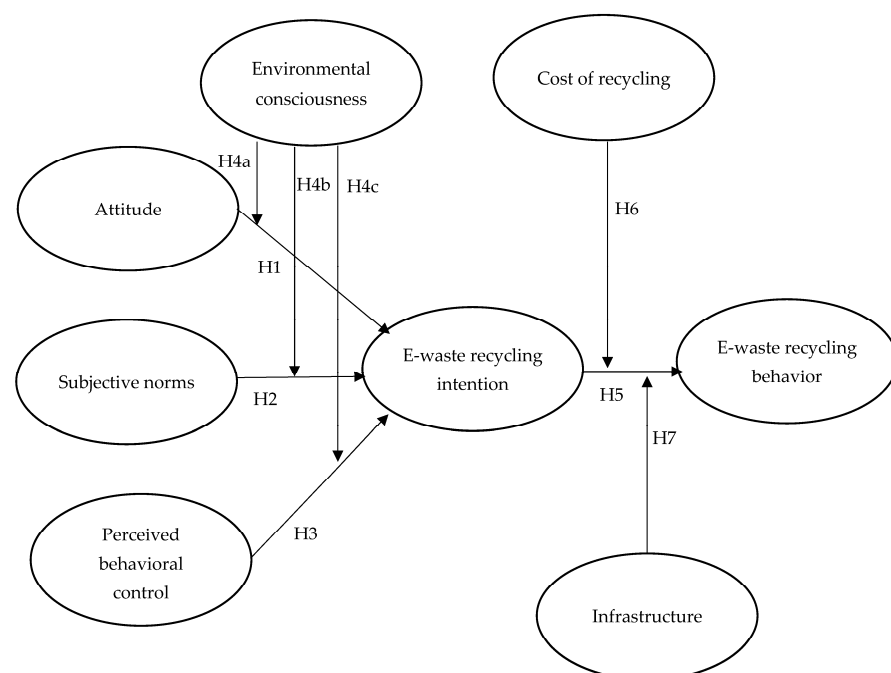 Environmental
consciousness
Cost of recycling
H4a
H4b
H4c
Attitude
H6
H1
E-waste recycling
intention
E-waste recycling
behavior
Subjective norms
H2
H5
H7
Perceived
behavioral
control
H3
Infrastructure